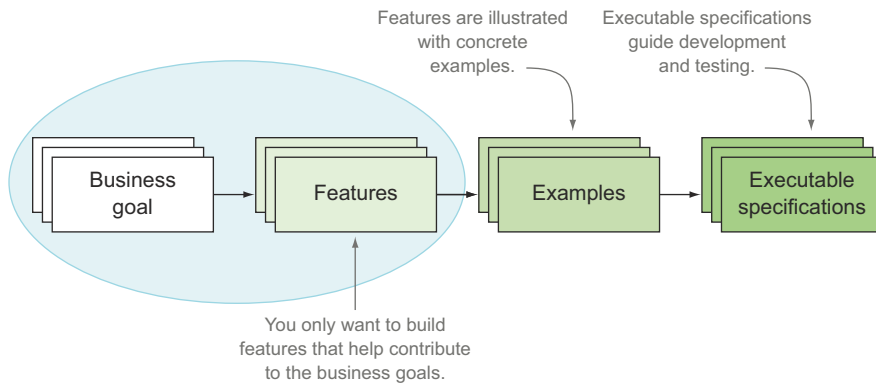 Features are illustrated
with concrete
examples.
Executable specifications
guide development
and testing.
Business
goal
Features
Examples
Executable
specifications
You only want to build
features that help contribute
to the business goals.